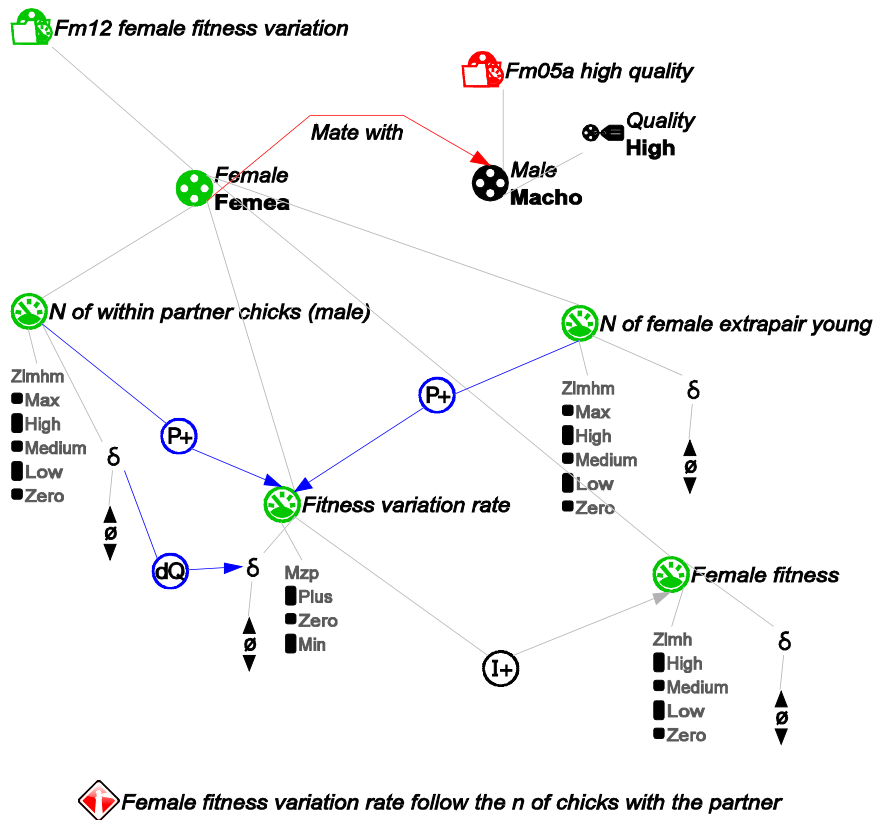 Fm12 female fitness variation
Fm05a high quality
Mate with
Quality
High
Female
Femea
Male
Macho
N of within partner chicks (male)
N of female extrapair young
Zlmhm
Max
High
Medium
Low
Zero
δ
ø
P+
P+
Zlmhm
Max
High
Medium
Low
Zero
δ
ø
Fitness variation rate
dQ
δ
ø
Mzp
Plus
Zero
Min
I+
Female fitness
Zlmh
High
Medium
Low
Zero
δ
ø
Female fitness variation rate follow the n of chicks with the partner